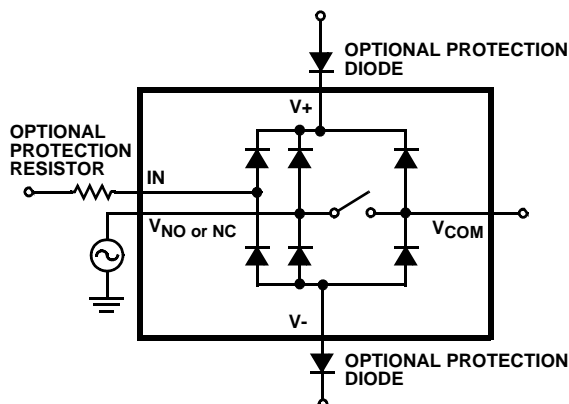 OPTIONAL PROTECTION
DIODE
V+
OPTIONAL
PROTECTION
RESISTOR
IN
VNO or NC
VCOM
V-
OPTIONAL PROTECTION
DIODE